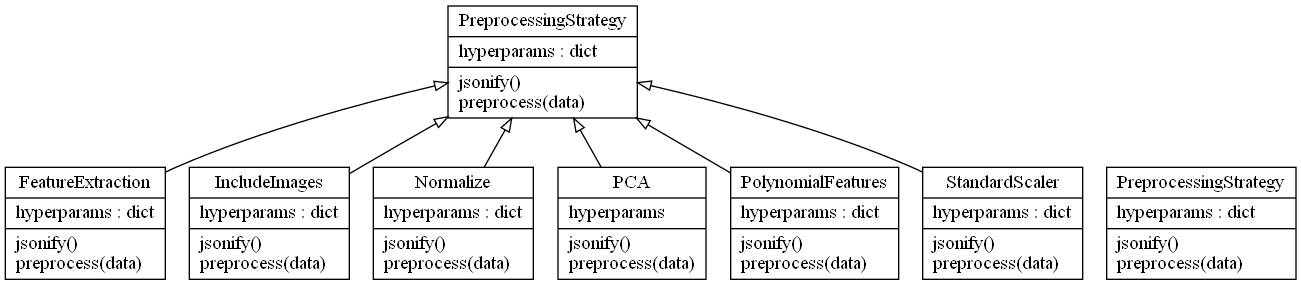 PreprocessingStrategy
hyperparams : dict
jsonify()
preprocess(data)
FeatureExtraction
hyperparams : dict
jsonify()
preprocess(data)
IncludeImages
hyperparams : dict
jsonify()
preprocess(data)
Normalize
hyperparams : dict
jsonify()
preprocess(data)
PCA
hyperparams
jsonify()
preprocess(data)
PolynomialFeatures
hyperparams : dict
jsonify()
preprocess(data)
StandardScaler
hyperparams : dict
jsonify()
preprocess(data)
PreprocessingStrategy
hyperparams : dict
jsonify()
preprocess(data)